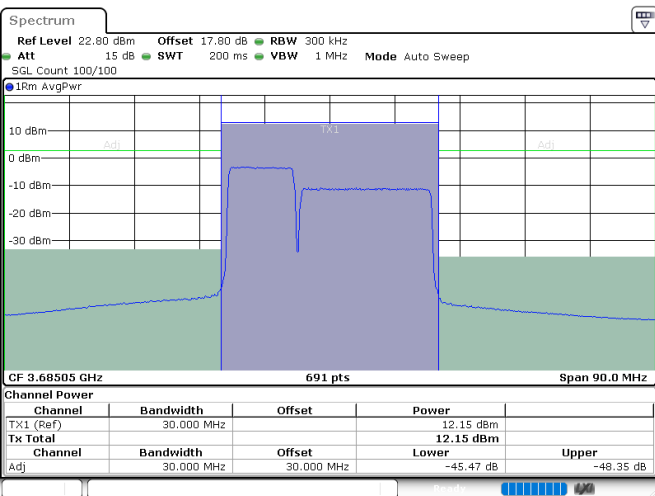 Spectrum
Ref Level 22.80 dBm Offset 17.80 dB RBW 300 kHz
Att 15 dB SWT 200 ms VBW 1 MHz Mode Auto Sweep
SGL Count 100/100
1Rm AvgPwr
TX1
10 dBm
Adj Adj
0 dBm
-10 dBm
-20 dBm
-30 dBm
CF 3.68505 GHz 691 pts Span 90.0 MHz
Channel Power
Channel Bandwidth Offset Power
TX1 (Ref) 30.000 MHz 12.15 dBm
Tx Total 12.15 dBm
Channel Bandwidth Offset Lower Upper
Adj 30.000 MHz 30.000 MHz -45.47 dB -48.35 dB
Ready